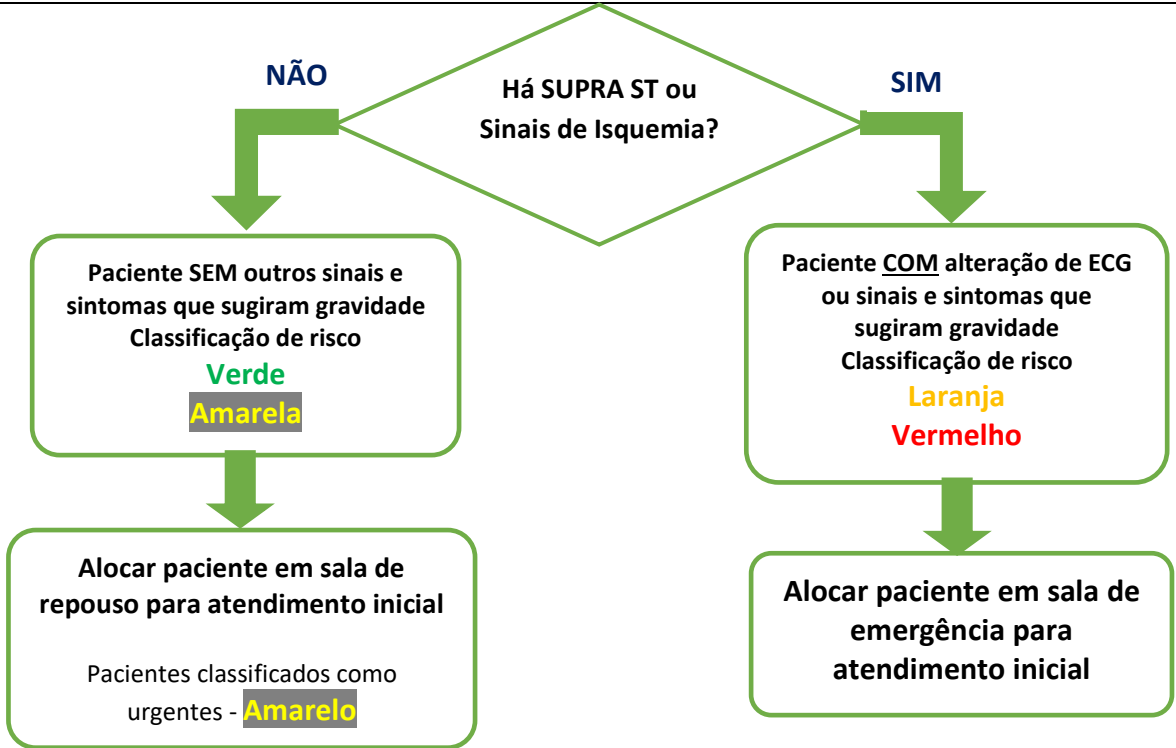 NÃO
Há SUPRA ST ou
Sinais de Isquemia?
SIM
Paciente SEM outros sinais e
sintomas que sugiram gravidade
Classificação de risco
Verde
Amarela
Paciente COM alteração de ECG
ou sinais e sintomas que
sugiram gravidade
Classificação de risco
Laranja
Vermelho
Alocar paciente em sala de
repouso para atendimento inicial
Pacientes classificados como
urgentes - Amarelo
Alocar paciente em sala de
emergência para
atendimento inicial